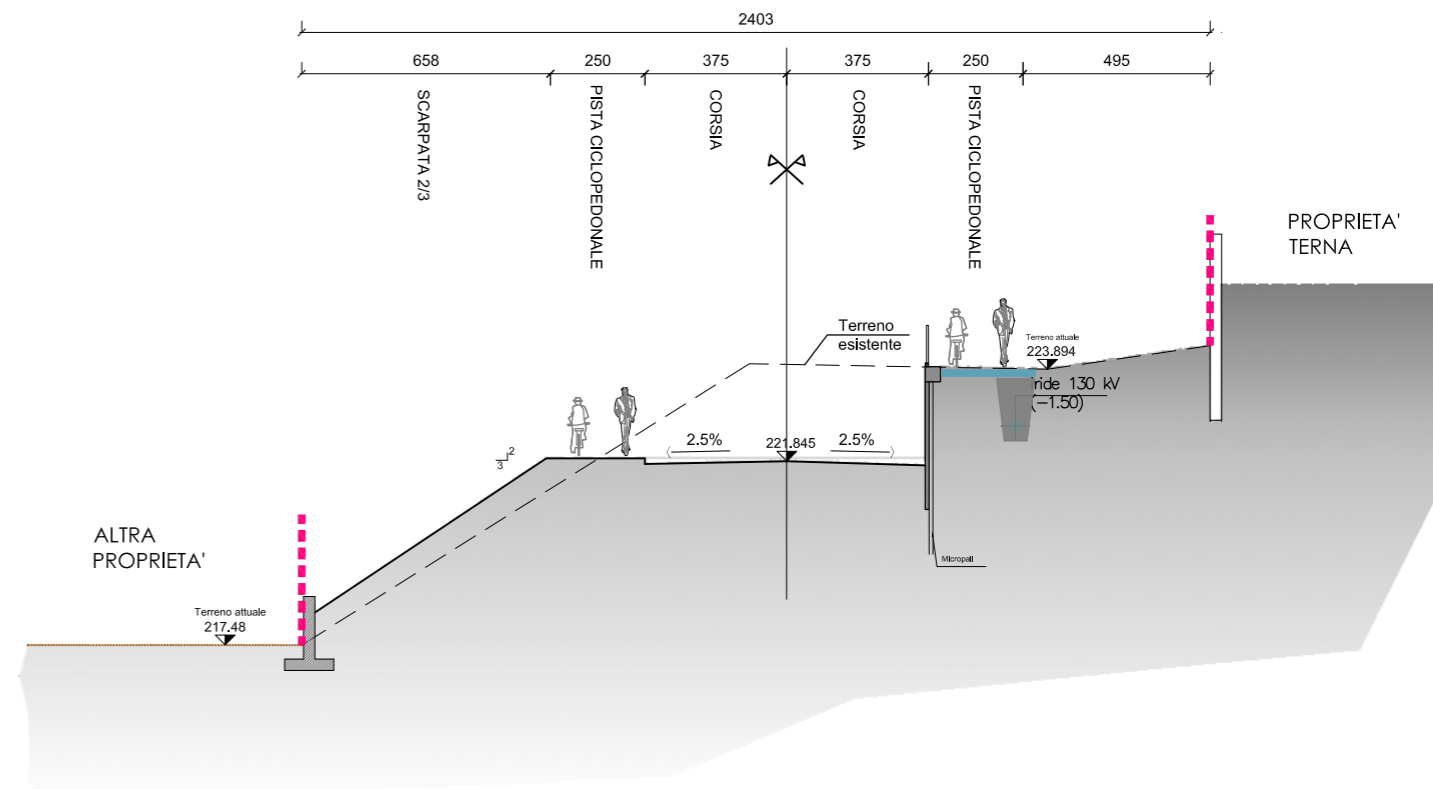 2403
658
250
375
375
250
495
SCARPATA 2/3
PISTA CICLOPEDONALE
CORSIA
CORSIA
PISTA CICLOPEDONALE
PROPRIETA'
TERNA
Terreno
esistente
Terreno attuale
223.894
ride 130 kV
(-1.50)
2.5%
221.845
2.5%
2
3
ALTRA
PROPRIETA'
Micropali
Terreno attuale
217.48